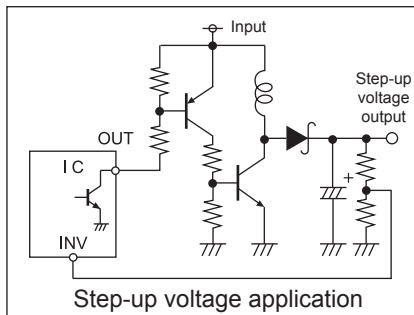 Input
Step-up
voltage
output
OUT
IC
+
INV
Step-up voltage application